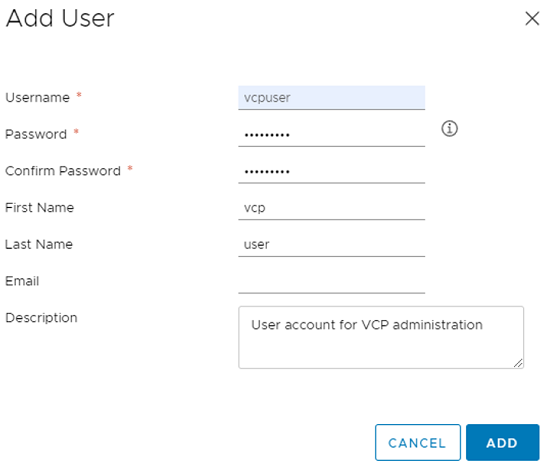 Add User
Username * vcpuser
Password * •••••••••
Confirm Password * •••••••••
First Name vcp
Last Name user
Email
Description User account for VCP administration
CANCEL ADD